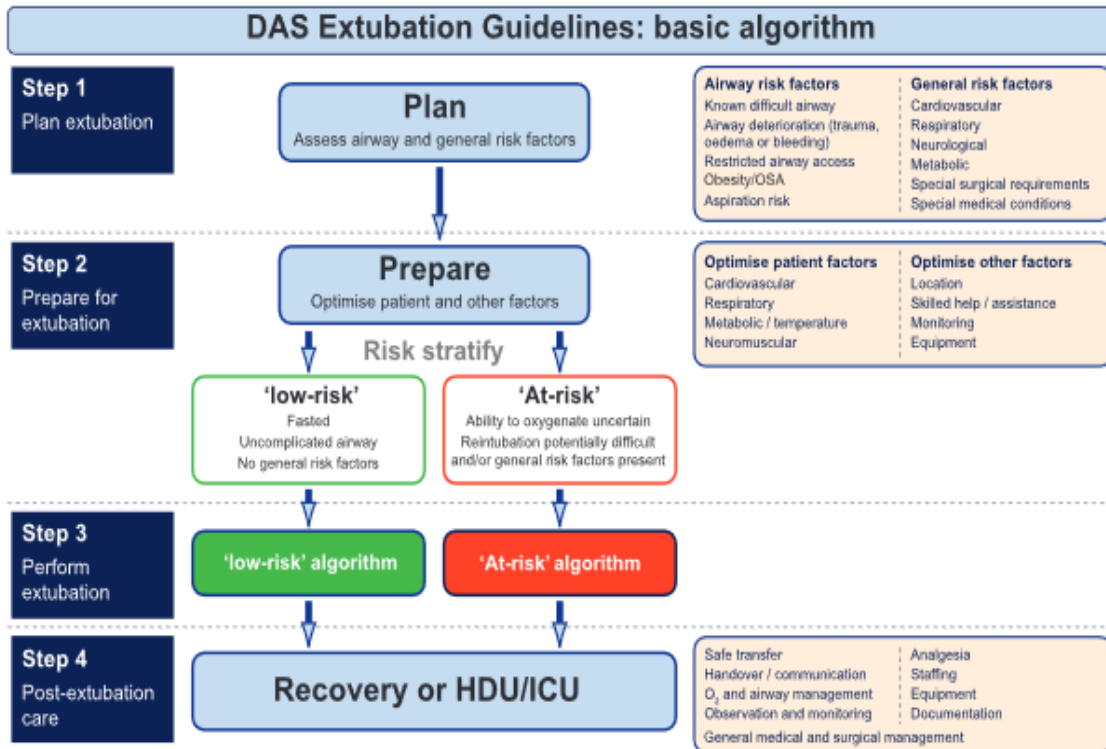 DAS Extubation Guidelines: basic algorithm
Step 1
Plan extubation
Plan
Assess airway and general risk factors
Airway risk factors
Known difficult airway
Airway deterioration (trauma,
oedema or bleeding)
Restricted airway access
Obesity/OSA
Aspiration risk
General risk factors
Cardiovascular
Respiratory
Neurological
Metabolic
Special surgical requirements
Special medical conditions
Step 2
Prepare for
extubation
Prepare
Optimise patient and other factors
Optimise patient factors
Cardiovascular
Respiratory
Metabolic / temperature
Neuromuscular
Optimise other factors
Location
Skilled help / assistance
Monitoring
Equipment
Risk stratify
‘low-risk’
Fasted
Uncomplicated airway
No general risk factors
‘At-risk’
Ability to oxygenate uncertain
Reintubation potentially difficult
and/or general risk factors present
Step 3
Perform
extubation
‘low-risk’ algorithm
‘At-risk’ algorithm
Step 4
Post-extubation
care
Recovery or HDU/ICU
Safe transfer
Handover / communication
O₂ and airway management
Observation and monitoring
Analgesia
Staffing
Equipment
Documentation
General medical and surgical management